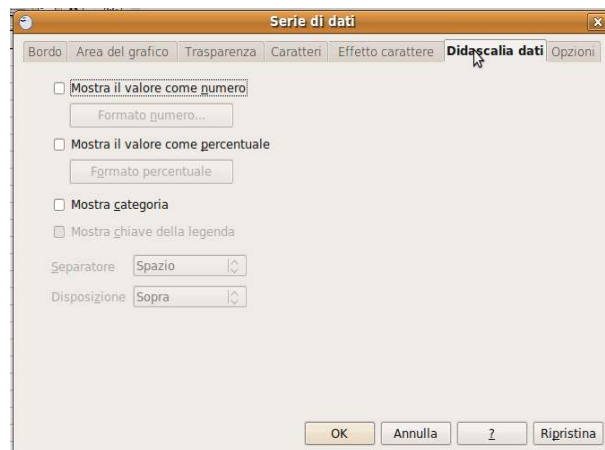 Serie di dati
Bordo Area del grafico Trasparenza Caratteri Effetto carattere Didascalia dati Opzioni
Mostra il valore come numero
Formato numero...
Mostra il valore come percentuale
Formato percentuale
Mostra categoria
Mostra chiave della legenda
Separatore Spazio
Disposizione Sopra
OK Annulla ? Ripristina